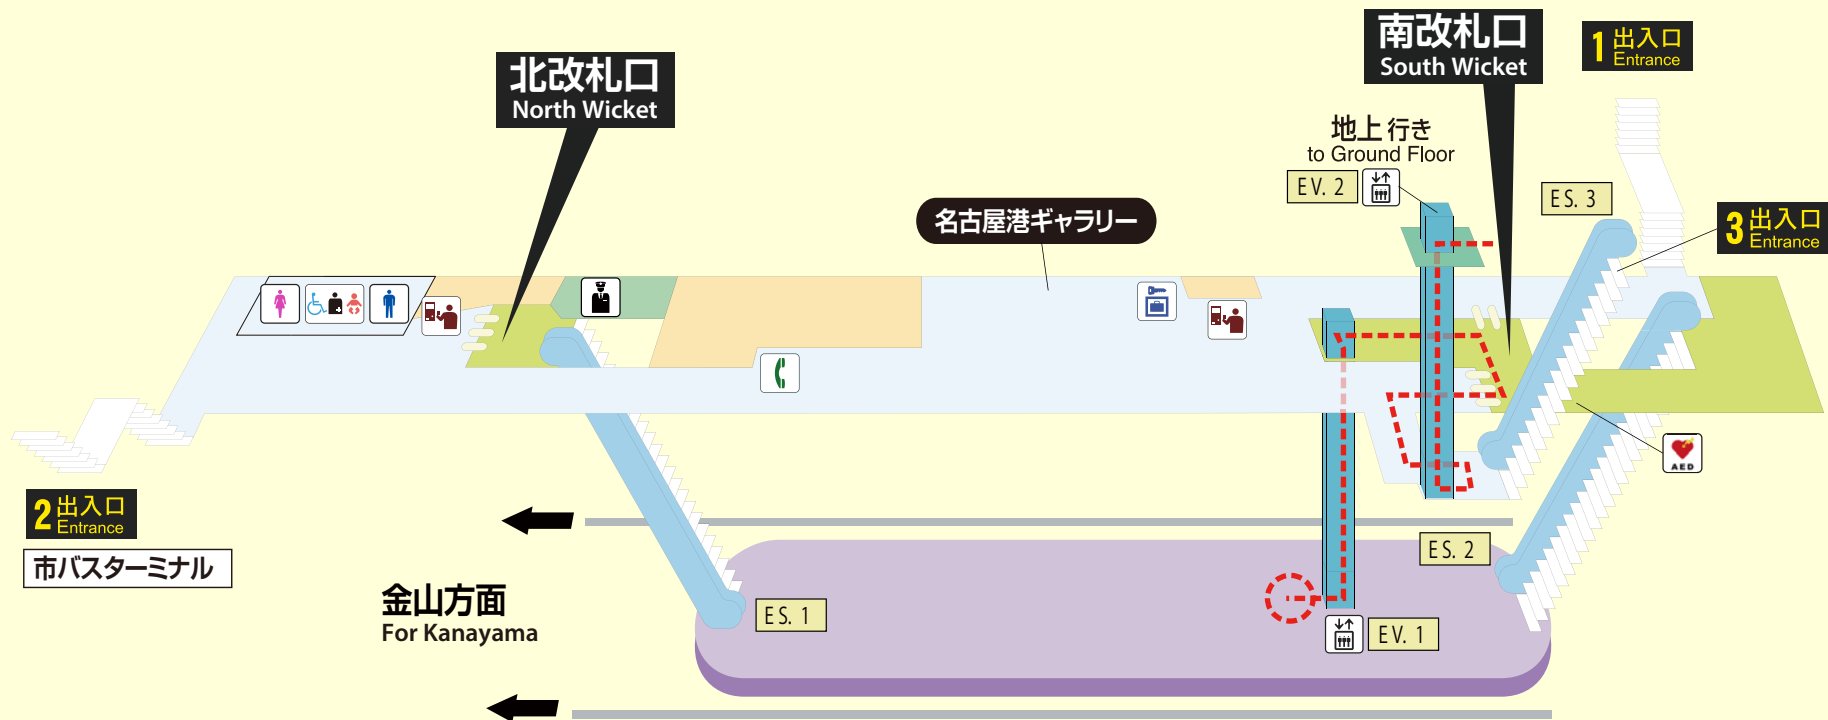 北改札口
North Wicket
南改札口
South Wicket
1 出入口
Entrance
地上 行き
to Ground Floor
EV. 2
ES. 3
名古屋港ギャラリー
3 出入口
Entrance
AED
2 出入口
Entrance
市バスターミナル
金山方面
For Kanayama
ES. 1
ES. 2
EV. 1